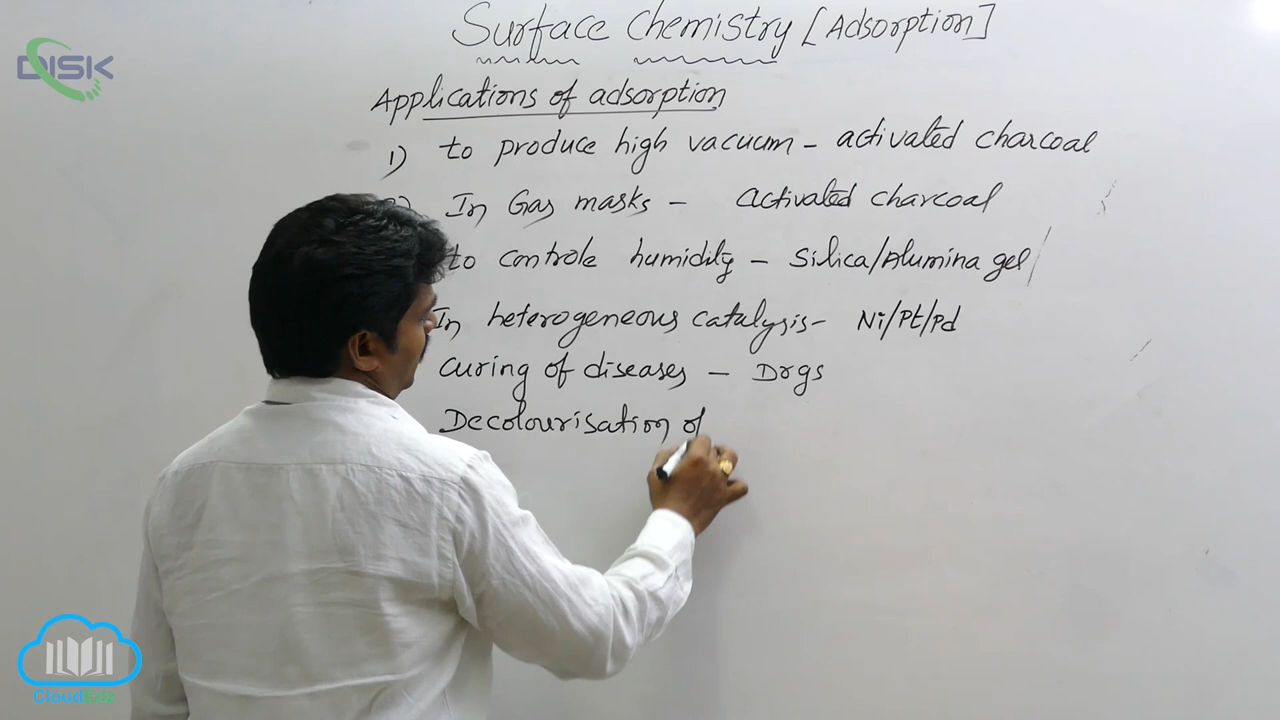 Surface Chemistry [Adsorption]
DISK
Applications of adsorption
1) to produce high vacuum - activated charcoal
In Gas masks - Activated charcoal
to controle humidity - Silica/Alumina gel/
In heterogeneous catalysis- Ni/Pt/Pd
curing of diseases - Drgs
Decolourisation of
CloudEdz